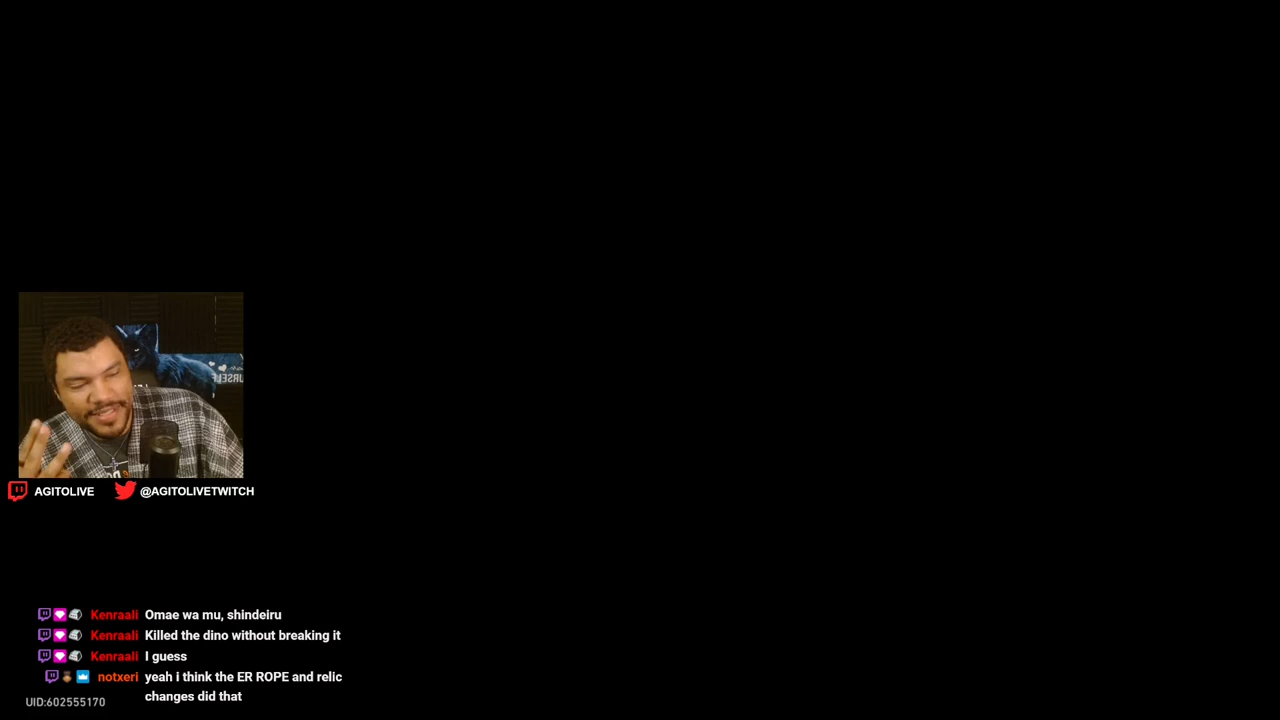 AGITOLIVE @AGITOLIVETWITCH
Kenraali Omae wa mu, shindeiru
Kenraali Killed the dino without breaking it
Kenraali I guess
notxeri yeah i think the ER ROPE and relic
changes did that
UID:602555170